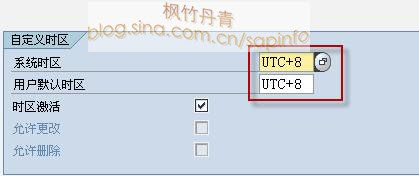 枫竹丹青
blog.sina.com.cn/sapinfo
自定义时区
系统时区 UTC+8
用户默认时区 UTC+8
时区激活
允许更改
允许删除